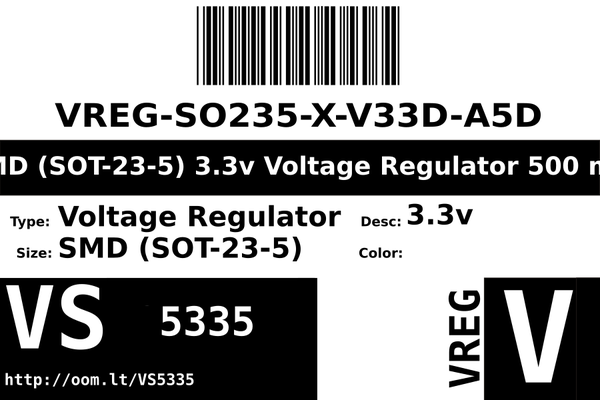 VREG-SO235-X-V33D-A5D
(SOT-23-5) 3.3v Voltage Regulator 500
Type: Voltage Regulator Desc: 3.3v
Size: SMD (SOT-23-5) Color:
VS 5335
VREG V
http://oom.lt/VS5335